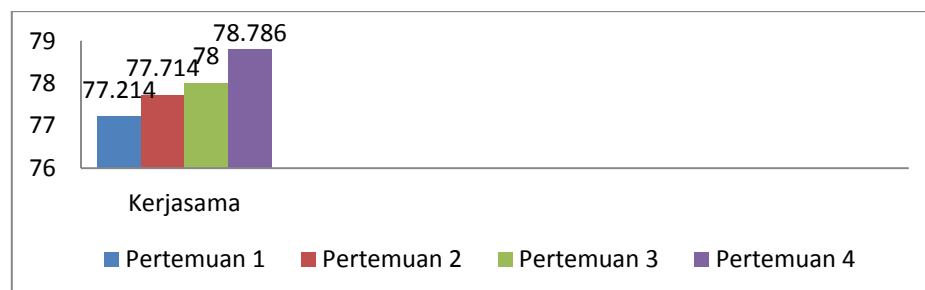 79
78
77
76
77.214
77.714
78
78.786
Kerjasama
Pertemuan 1
Pertemuan 2
Pertemuan 3
Pertemuan 4